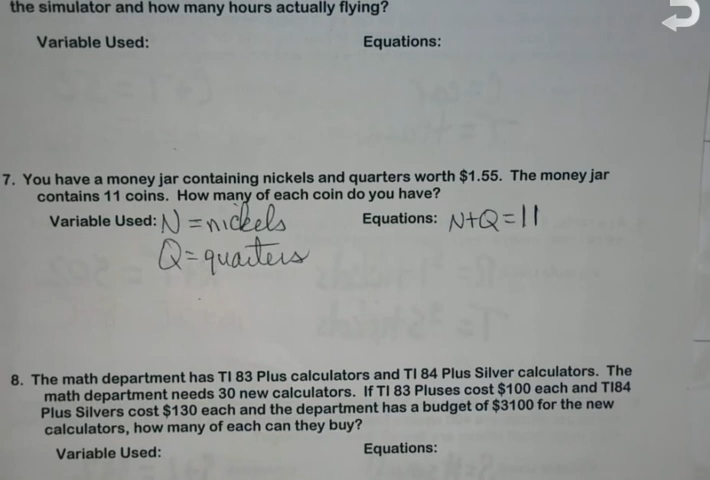 the simulator and how many hours actually flying?
Variable Used: Equations:
7. You have a money jar containing nickels and quarters worth $1.55. The money jar
contains 11 coins. How many of each coin do you have?
Variable Used: N = nickels Equations: N+Q=11
Q = quarters
8. The math department has TI 83 Plus calculators and TI 84 Plus Silver calculators. The
math department needs 30 new calculators. If TI 83 Pluses cost $100 each and TI84
Plus Silvers cost $130 each and the department has a budget of $3100 for the new
calculators, how many of each can they buy?
Variable Used: Equations: